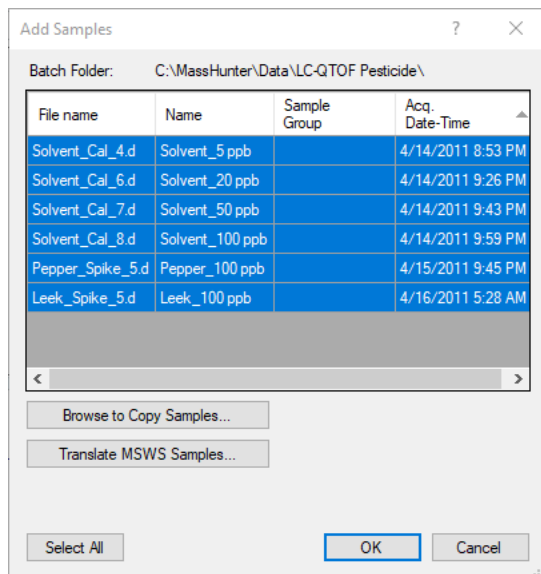 Add Samples ?
Batch Folder: C:\MassHunter\Data\LC-QTOF Pesticide\
File name Name Sample Group Acq. Date-Time
Solvent_Cal_4.d Solvent_5 ppb 4/14/2011 8:53 PM
Solvent_Cal_6.d Solvent_20 ppb 4/14/2011 9:26 PM
Solvent_Cal_7.d Solvent_50 ppb 4/14/2011 9:43 PM
Solvent_Cal_8.d Solvent_100 ppb 4/14/2011 9:59 PM
Pepper_Spike_5.d Pepper_100 ppb 4/15/2011 9:45 PM
Leek_Spike_5.d Leek_100 ppb 4/16/2011 5:28 AM
Browse to Copy Samples...
Translate MSWS Samples...
Select All OK Cancel